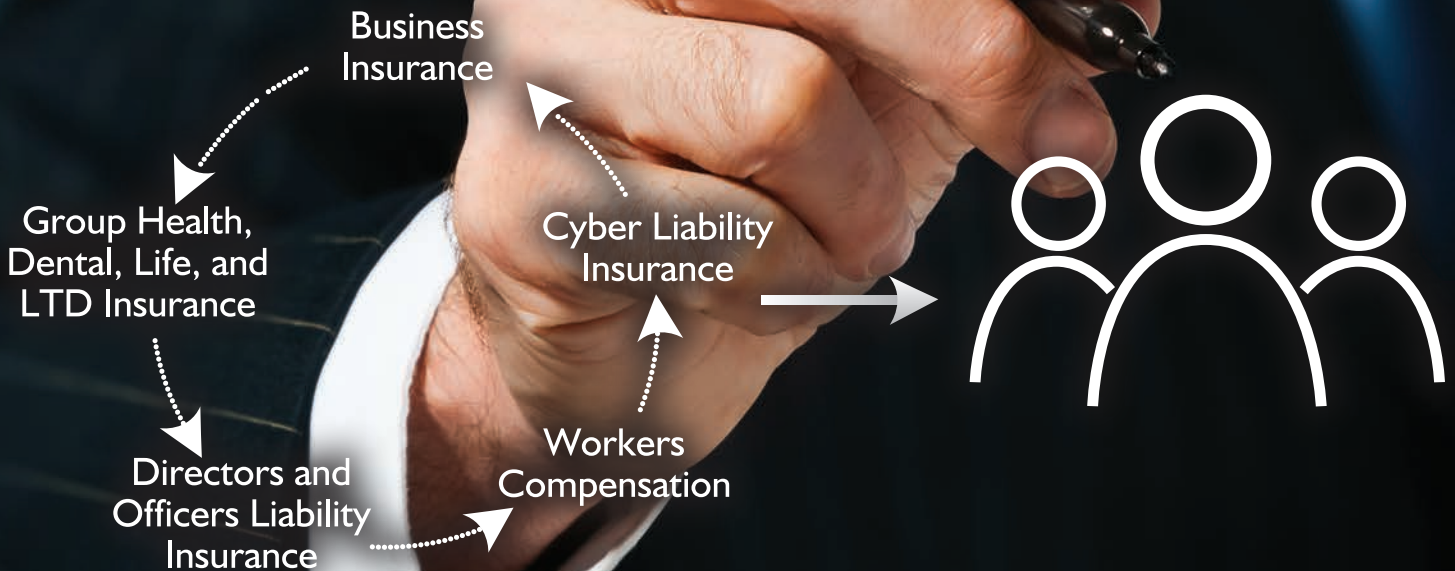 Business
Insurance
Group Health,
Dental, Life, and
LTD Insurance
Directors and
Officers Liability
Insurance
Workers
Compensation
Cyber Liability
Insurance